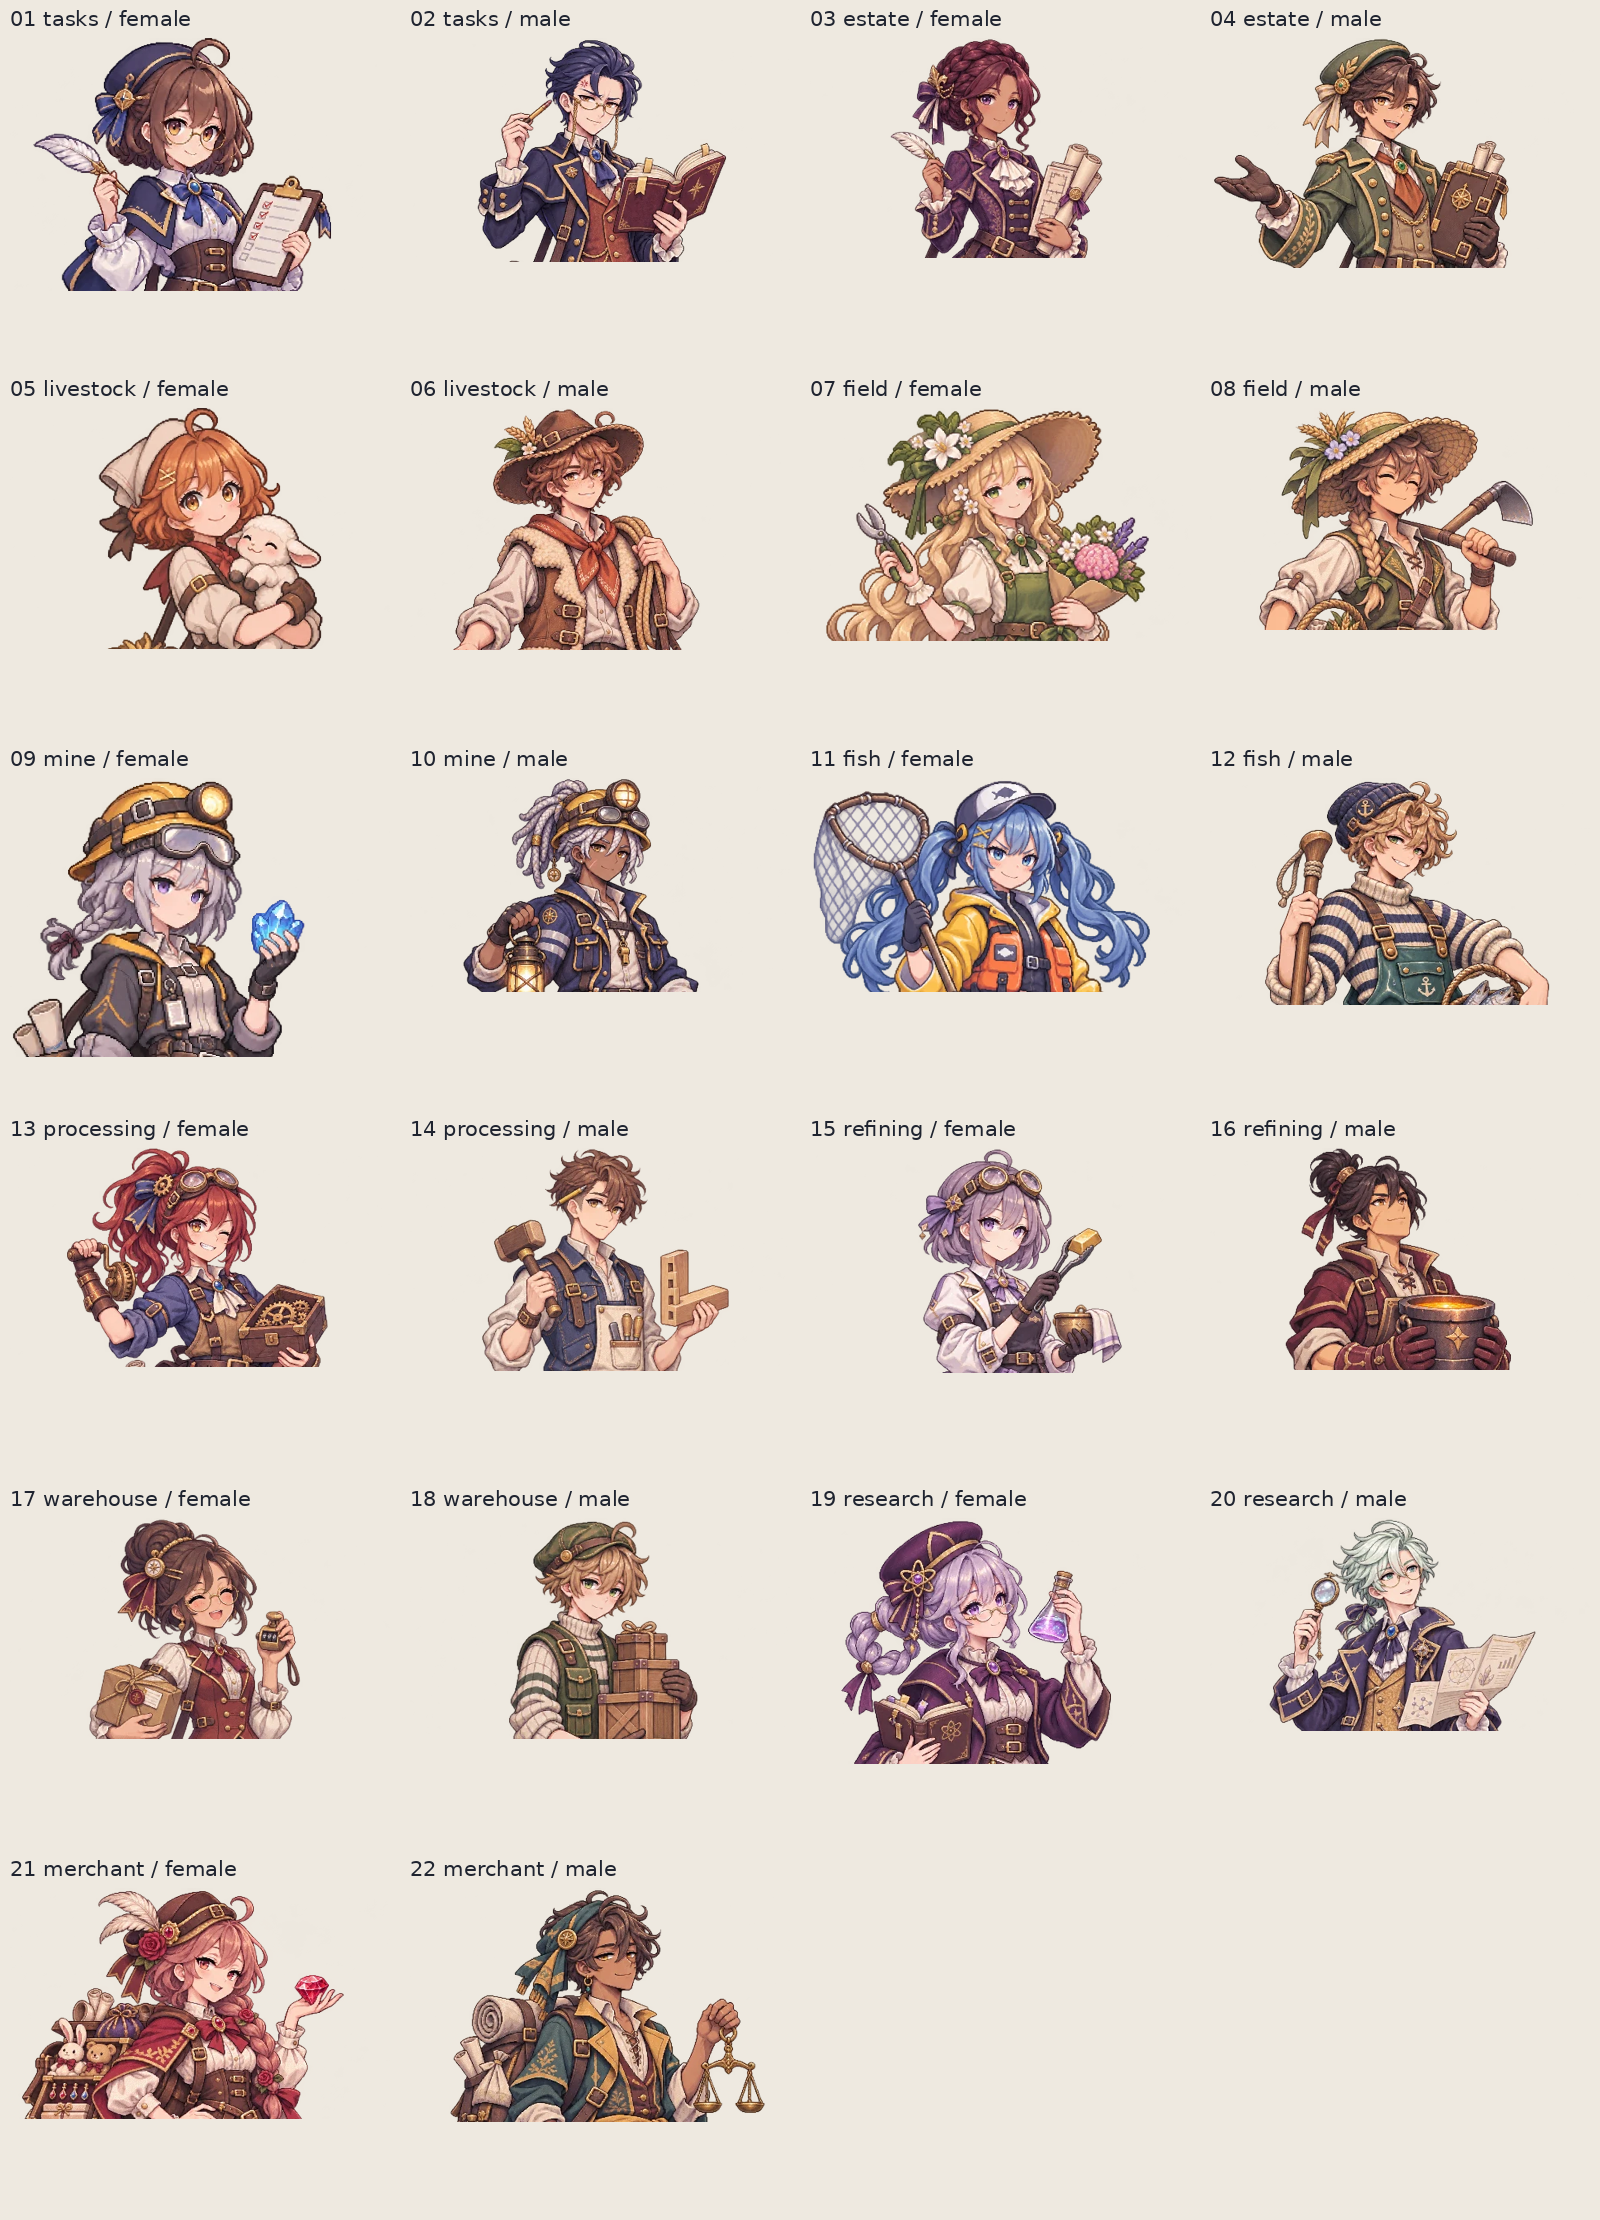 01 tasks / female
02 tasks / male
03 estate / female
04 estate / male
05 livestock / female
06 livestock / male
07 field / female
08 field / male
09 mine / female
10 mine / male
11 fish / female
12 fish / male
13 processing / female
14 processing / male
15 refining / female
16 refining / male
17 warehouse / female
18 warehouse / male
19 research / female
20 research / male
21 merchant / female
22 merchant / male